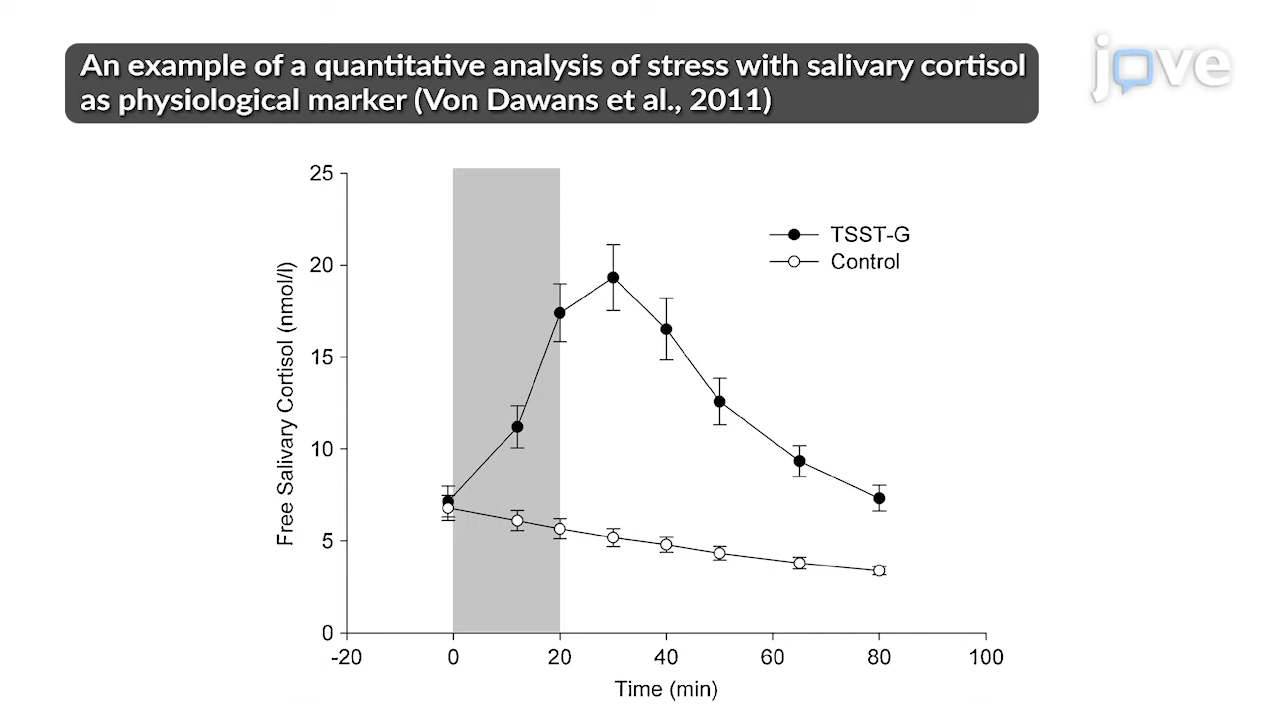 An example of a quantitative analysis of stress with salivary cortisol
as physiological marker (Von Dawans et al., 2011)
jove
25
20
15
10
5
0
Free Salivary Cortisol (nmol/l)
TSST-G
Control
-20 0 20 40 60 80 100
Time (min)